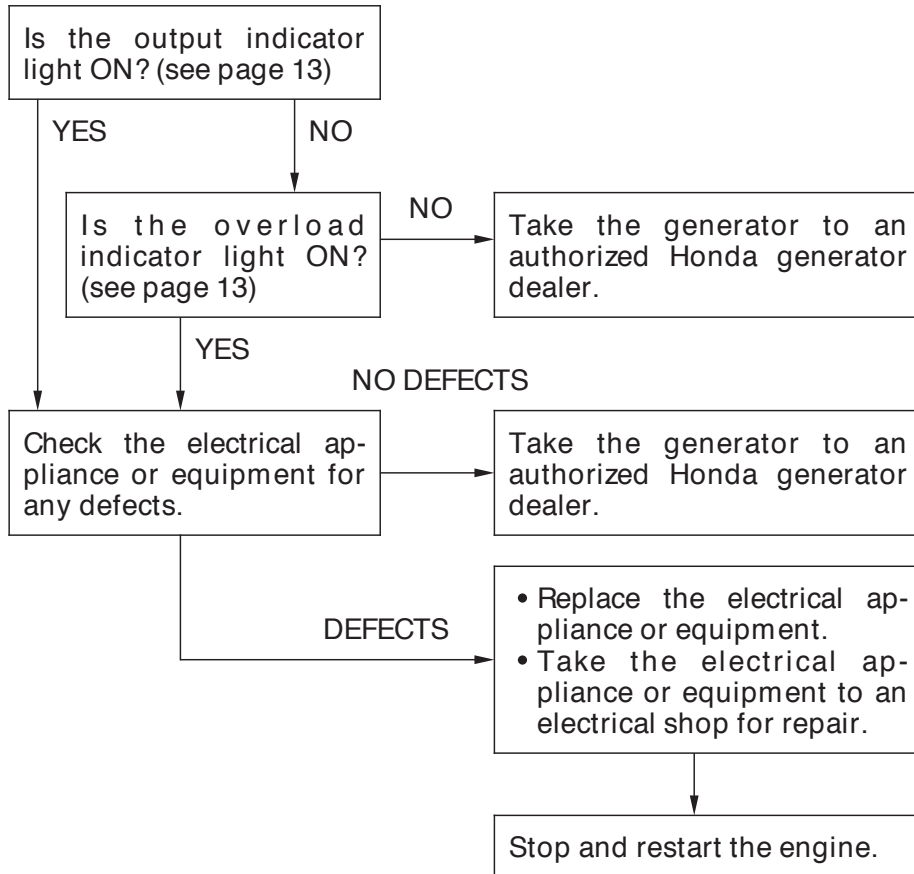 Is the output indicator
light ON? (see page 13)
YES
NO
Is the overload
indicator light ON?
(see page 13)
NO
Take the generator to an
authorized Honda generator
dealer.
YES
NO DEFECTS
Check the electrical ap-
pliance or equipment for
any defects.
Take the generator to an
authorized Honda generator
dealer.
DEFECTS
• Replace the electrical ap-
pliance or equipment.
• Take the electrical ap-
pliance or equipment to an
electrical shop for repair.
Stop and restart the engine.